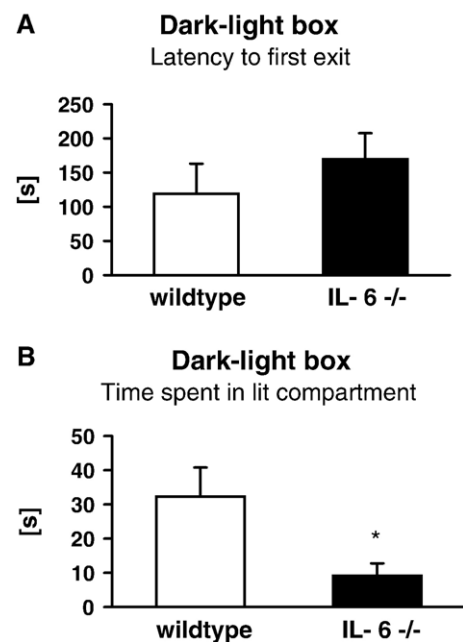 A
Dark-light box
Latency to first exit
250
200
150
100
50
0
[s]
wildtype IL- 6 -/-
B
Dark-light box
Time spent in lit compartment
50
40
30
20
10
0
[s]
*
wildtype IL- 6 -/-